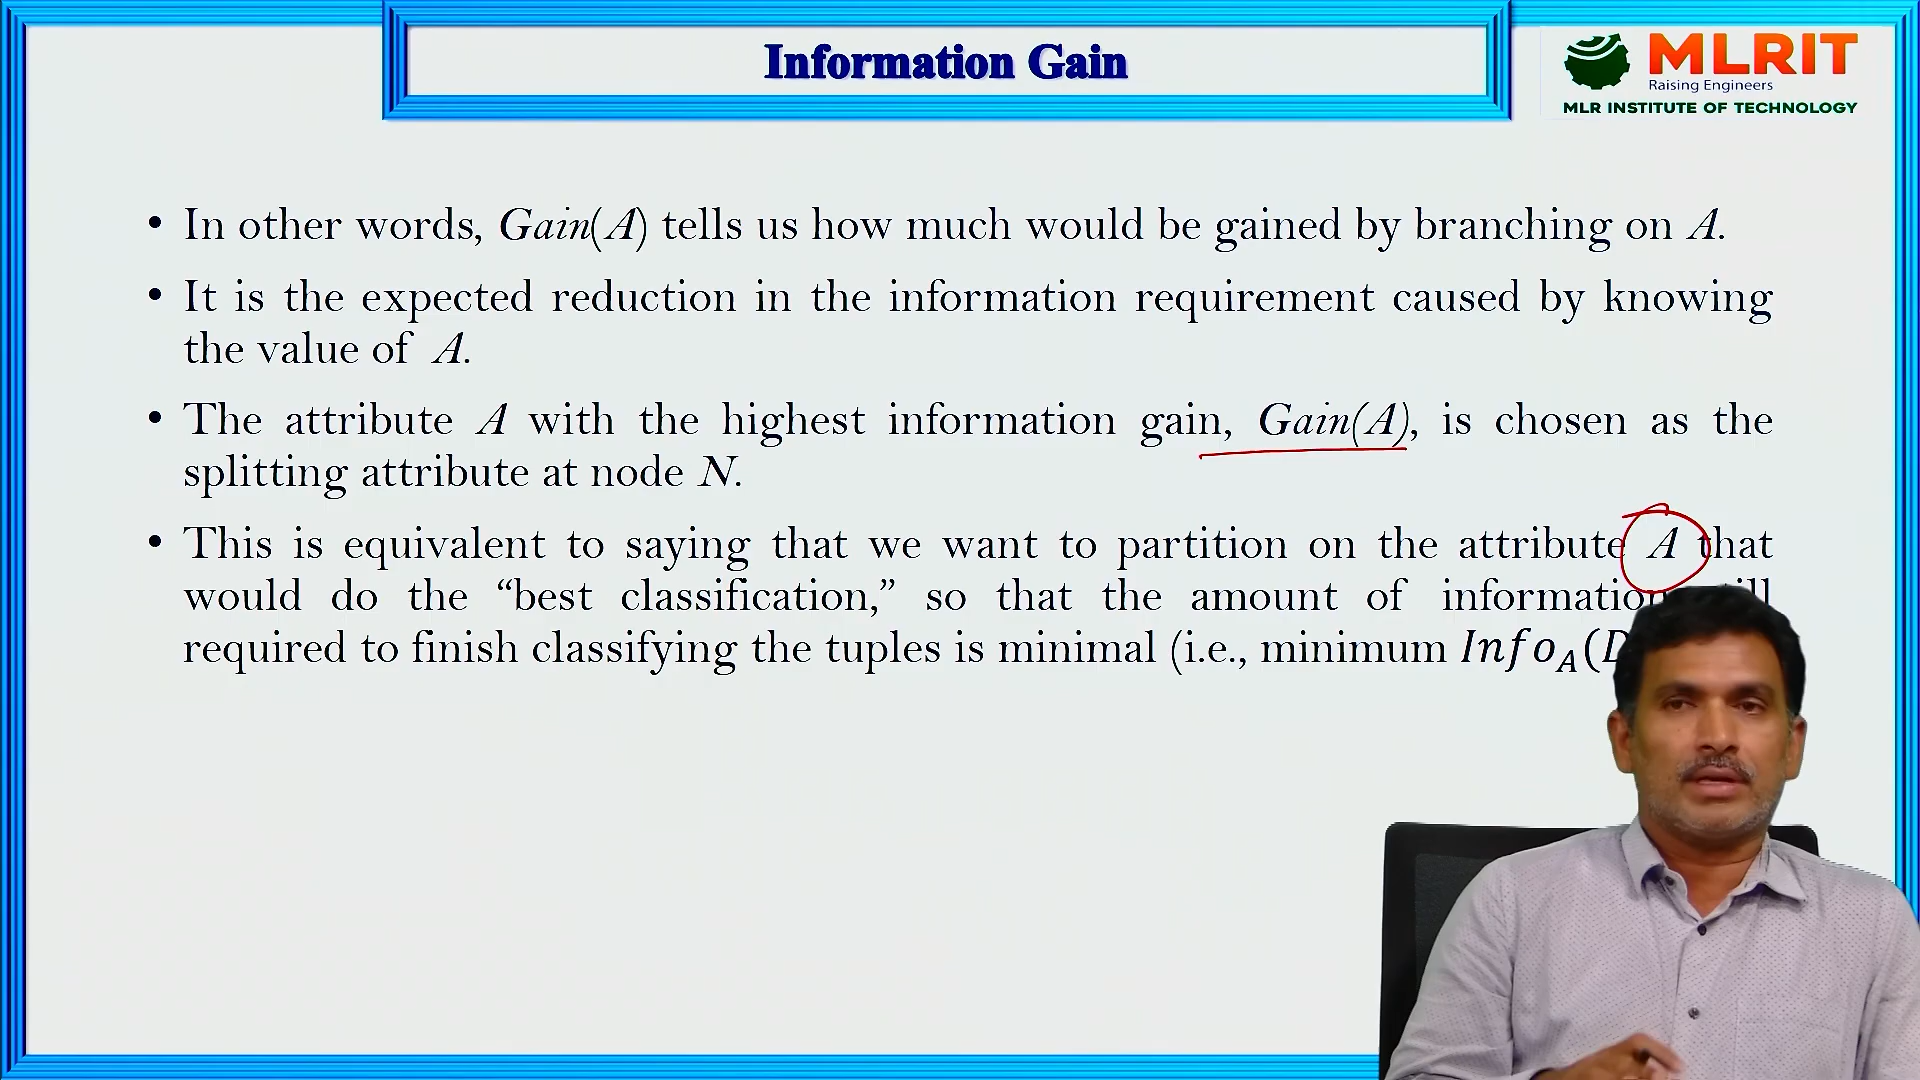 Information Gain
MLRIT
Raising Engineers
MLR INSTITUTE OF TECHNOLOGY
• In other words, Gain(A) tells us how much would be gained by branching on A.
• It is the expected reduction in the information requirement caused by knowing
the value of A.
• The attribute A with the highest information gain, Gain(A), is chosen as the
splitting attribute at node N.
• This is equivalent to saying that we want to partition on the attribute A that
would do the “best classification,” so that the amount of information
required to finish classifying the tuples is minimal (i.e., minimum Info_A(D